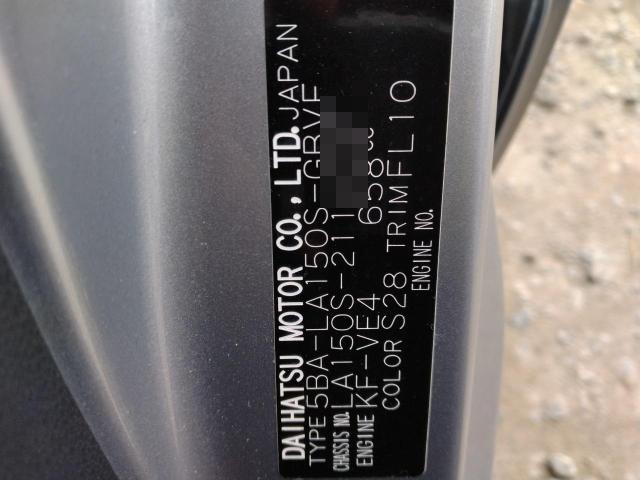 DAIHATSU MOTOR CO., LTD. JAPAN
TYPE 5BA-LA150S-GBVF
CHASSIS NO. LA150S-211
ENGINE KF-VE4 658cc
COLOR S28 TRIM FL10
ENGINE NO.